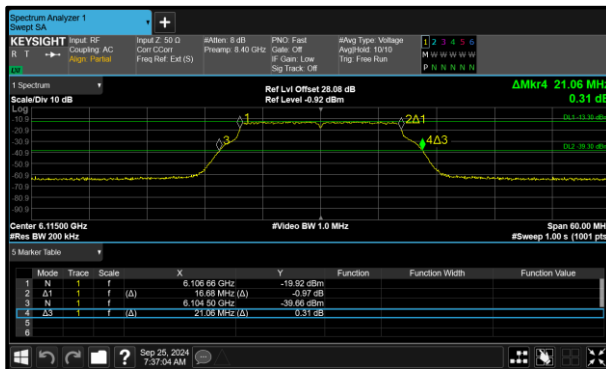 Spectrum Analyzer 1
Swept SA
KEYSIGHT Input: RF Input Z: 50 Ω #Atten: 8 dB PNO: Fast #Avg Type: Voltage 1 2 3 4 5 6
R T Coupling: AC Corr CCorr Preamp: 8.40 GHz Gate: Off Avg|Hold: 10/10 M W W W W W
Align: Partial Freq Ref: Ext (S) IF Gain: Low Trig: Free Run
Sig Track: Off P N N N N N
1 Spectrum Ref Lvl Offset 28.08 dB ΔMkr4 21.06 MHz
Scale/Div 10 dB Ref Level -0.92 dBm 0.31 dB
Log
-10.9 1 2Δ1 DL1 -13.30 dBm
-20.9
-30.9 3 4Δ3 DL2 -39.30 dBm
-40.9
-50.9
-60.9
-70.9
-80.9
-90.9
Center 6.11500 GHz #Video BW 1.0 MHz Span 60.00 MHz
#Res BW 200 kHz #Sweep 1.00 s (1001 pts
5 Marker Table
Mode Trace Scale X Y Function Function Width Function Value
1 N 1 f 6.106 66 GHz -19.92 dBm
2 Δ1 1 f (Δ) 16.68 MHz (Δ) -0.97 dB
3 N 1 f 6.104 50 GHz -39.66 dBm
4 Δ3 1 f (Δ) 21.06 MHz (Δ) 0.31 dB
5
6
? Sep 25, 2024
7:37:04 AM